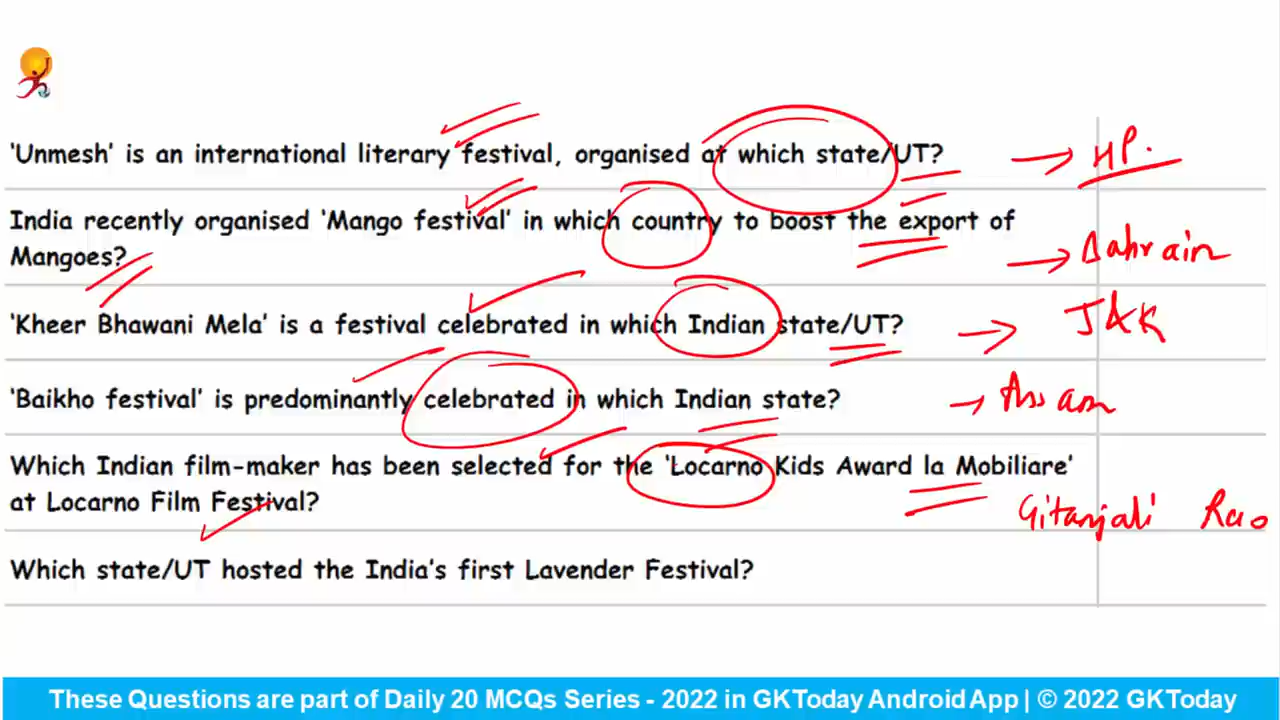 ‘Unmesh’ is an international literary festival, organised at which state/UT? → HP.
India recently organised ‘Mango festival’ in which country to boost the export of
Mangoes? → Bahrain
‘Kheer Bhawani Mela’ is a festival celebrated in which Indian state/UT? → J&K
‘Baikho festival’ is predominantly celebrated in which Indian state? → Assam
Which Indian film-maker has been selected for the ‘Locarno Kids Award la Mobiliare’
at Locarno Film Festival? Gitanjali Rao
Which state/UT hosted the India’s first Lavender Festival?
These Questions are part of Daily 20 MCQs Series - 2022 in GKToday Android App | © 2022 GKToday